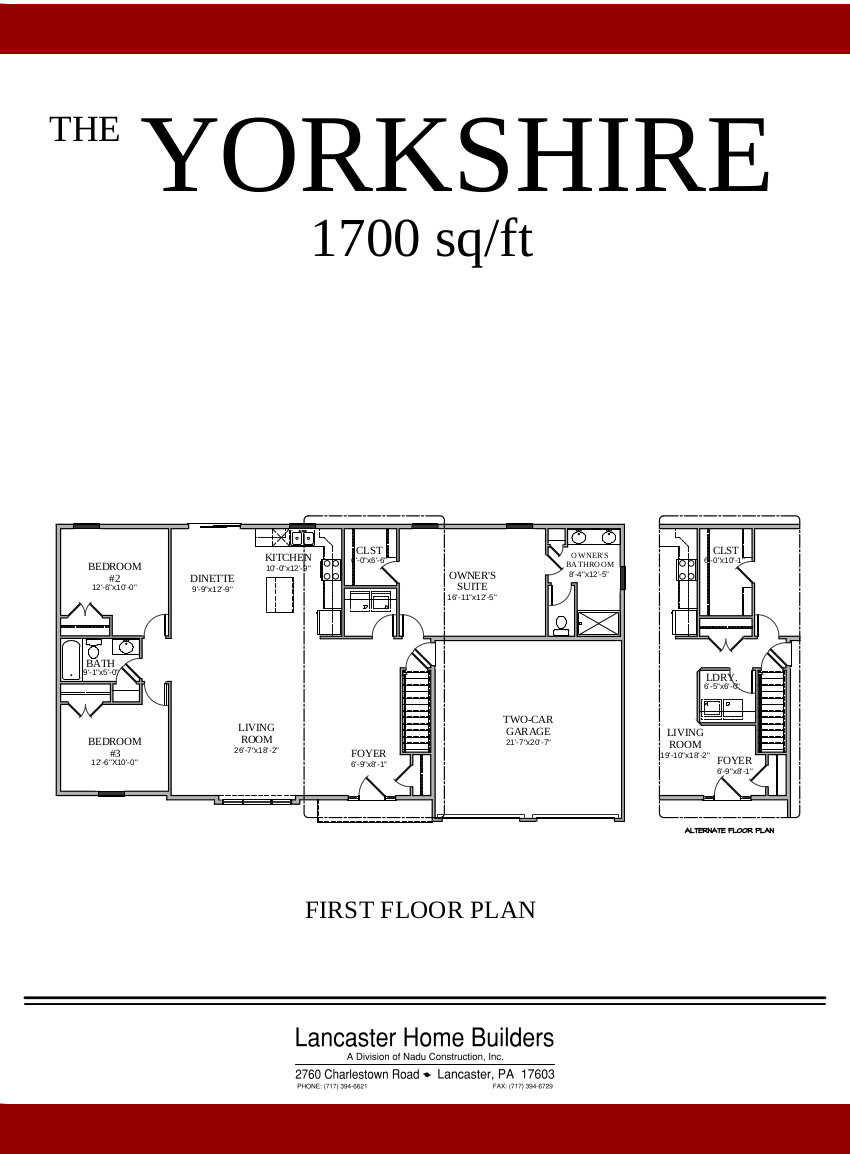 THE YORKSHIRE
1700 sq/ft
BEDROOM
#2
12'-6"x10'-0"
DINETTE
9'-9"x12'-9"
KITCHEN
10'-0"x12'-9"
CLST
6'-0"x6'-6"
OWNER'S
SUITE
16'-11"x12'-5"
OWNER'S
BATHROOM
8'-4"x12'-5"
BATH
9'-1"x5'-0"
BEDROOM
#3
12'-6"X10'-0"
LIVING
ROOM
26'-7"x18'-2"
FOYER
6'-9"x8'-1"
TWO-CAR
GARAGE
21'-7"x20'-7"
CLST
6'-0"x10'-1"
LDRY.
6'-5"x6'-0"
LIVING
ROOM
19'-10"x18'-2"
FOYER
6'-9"x8'-1"
ALTERNATE FLOOR PLAN
FIRST FLOOR PLAN
Lancaster Home Builders
A Division of Nadu Construction, Inc.
2760 Charlestown Road Lancaster, PA 17603
PHONE: (717) 394-6621 FAX: (717) 394-6729